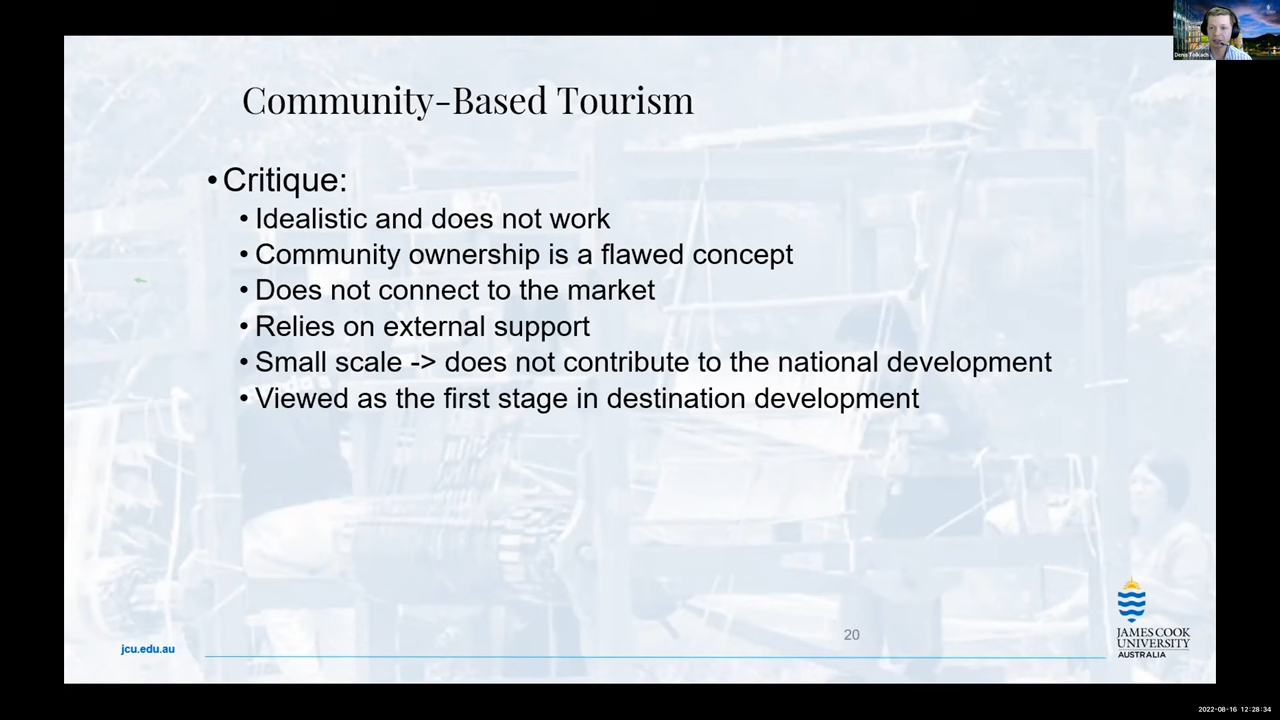 Denis Tolkach
Community-Based Tourism
• Critique:
• Idealistic and does not work
• Community ownership is a flawed concept
• Does not connect to the market
• Relies on external support
• Small scale -> does not contribute to the national development
• Viewed as the first stage in destination development
20
jcu.edu.au
JAMES COOK
UNIVERSITY
AUSTRALIA
2022-08-16 12:28:34